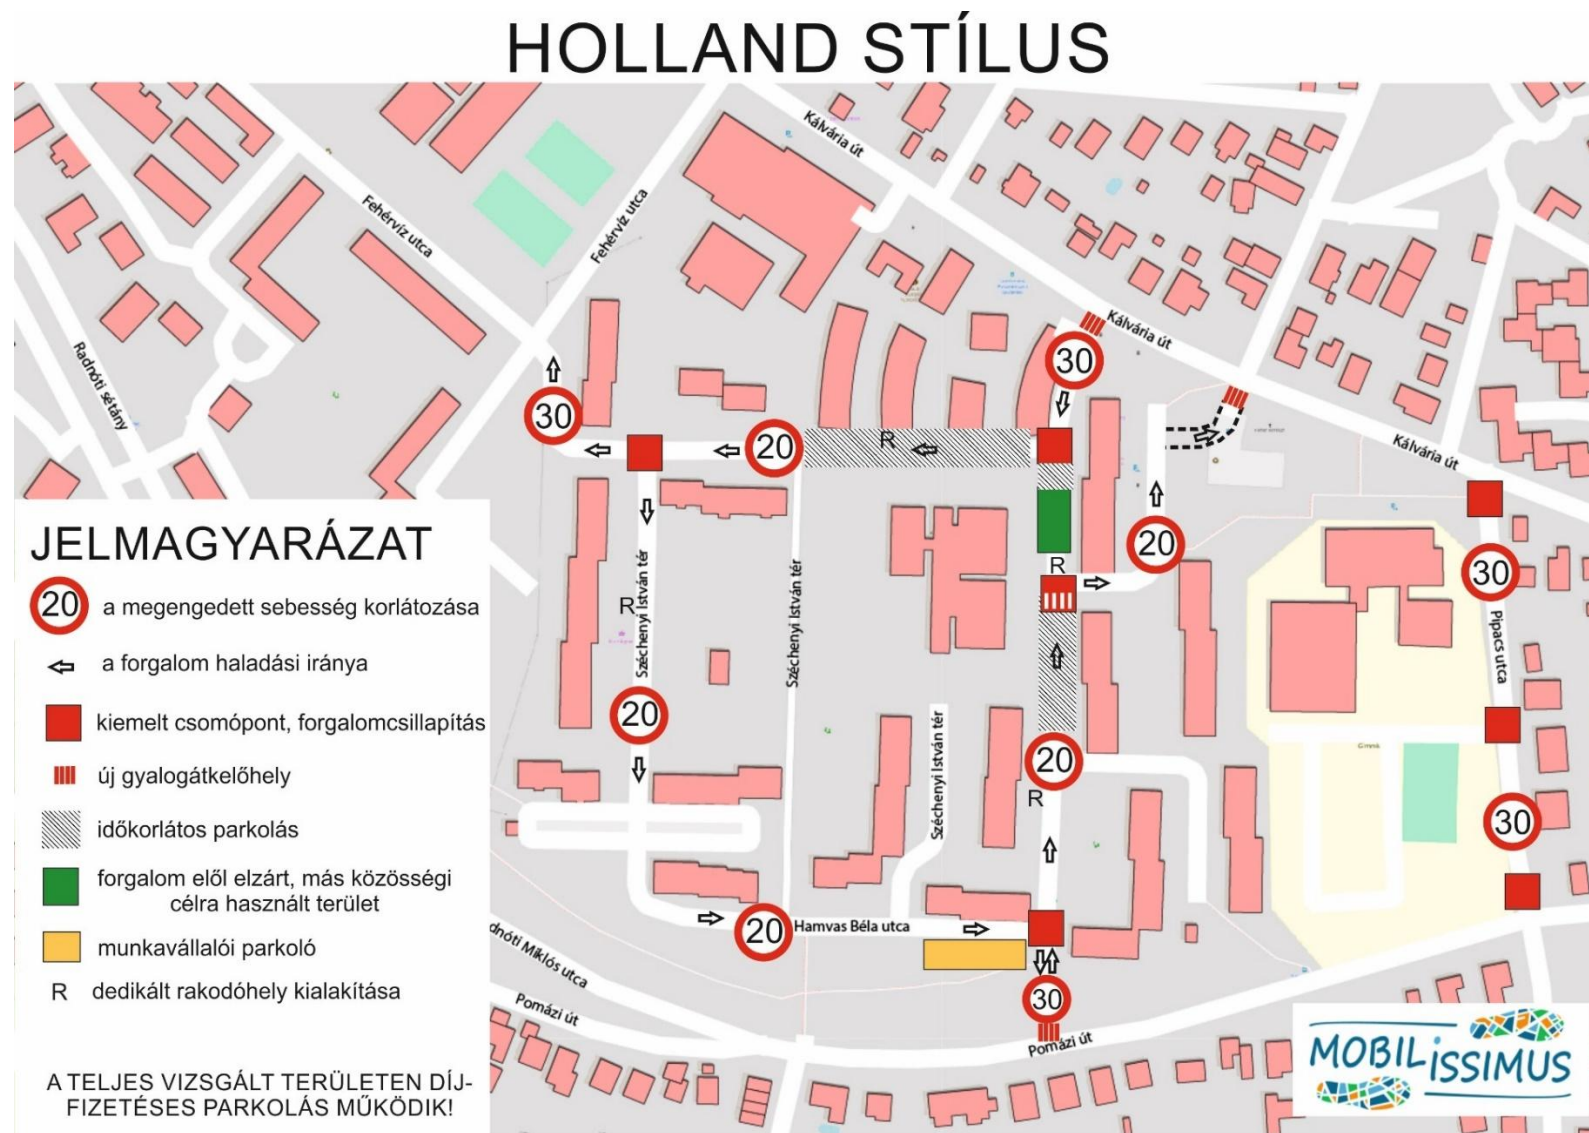 HOLLAND STÍLUS
Kálvária út
Fehérvíz utca
Fehérvíz utca
Kálvária út
30
Radnóti sétány
30
20
R
Kálvária út
20
R
30
Széchenyi István tér
R
Széchenyi István tér
Pipacs utca
20
Széchenyi István tér
20
R
30
20
Hamvas Béla utca
dnóti Miklós utca
30
Pomázi út
Pomázi út
JELMAGYARÁZAT
20 a megengedett sebesség korlátozása
a forgalom haladási iránya
kiemelt csomópont, forgalomcsillapítás
új gyalogátkelőhely
időkorlátos parkolás
forgalom elől elzárt, más közösségi
célra használt terület
munkavállalói parkoló
R dedikált rakodóhely kialakítása
A TELJES VIZSGÁLT TERÜLETEN DÍJ-
FIZETÉSES PARKOLÁS MŰKÖDIK!
MOBILiSSIMUS